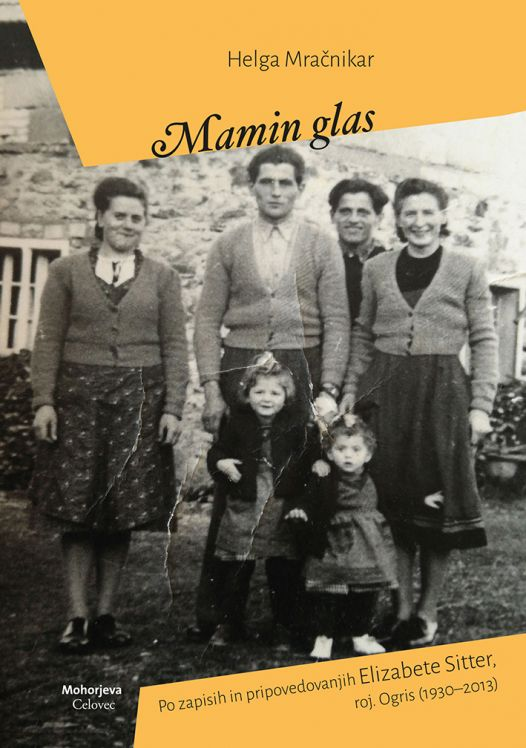 Helga Mračnikar
Mamin glas
Po zapisih in pripovedovanjih Elizabete Sitter,
roj. Ogris (1930–2013)
Mohorjeva
Celovec